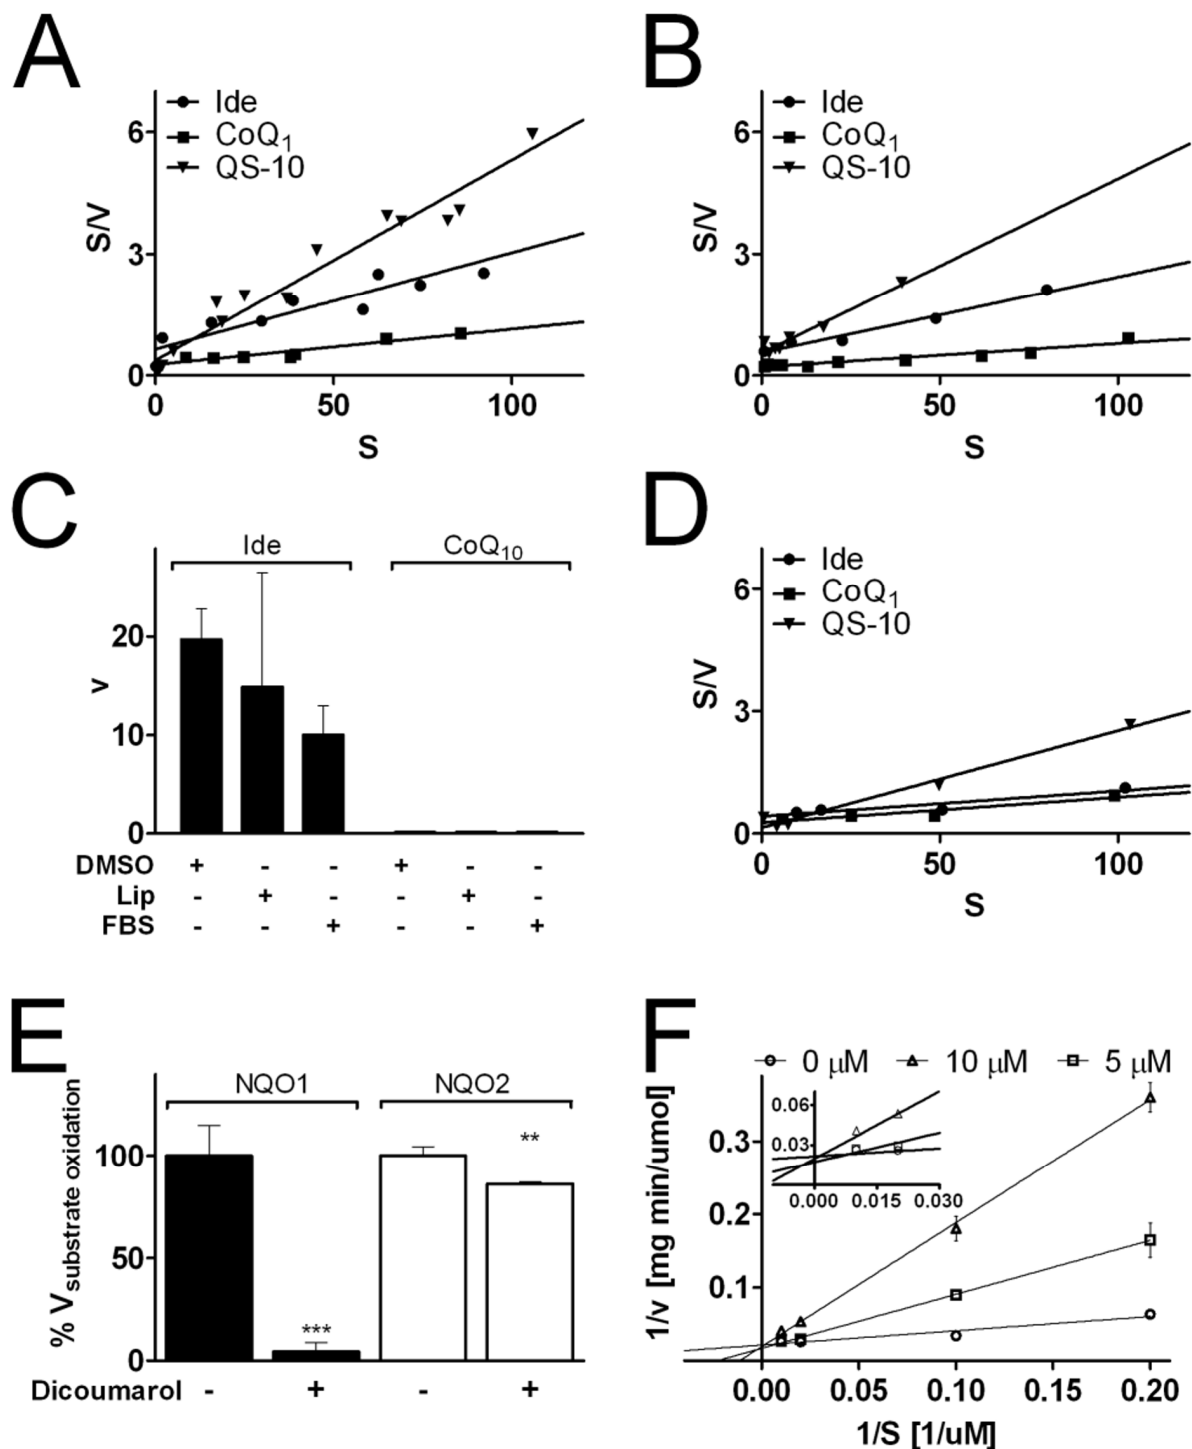 A
Ide
CoQ1
QS-10
S/V
6
3
0
0 50 100
S
B
Ide
CoQ1
QS-10
S/V
6
3
0
0 50 100
S
C
Ide CoQ10
v
20
10
0
DMSO + - - + - -
Lip - + - - + -
FBS - - + - - +
D
Ide
CoQ1
QS-10
S/V
6
3
0
0 50 100
S
E
NQO1 NQO2
% Vsubstrate oxidation
100
50
0
***
**
Dicoumarol - + - +
F
0 μM 10 μM 5 μM
1/v [mg min/umol]
0.3
0.2
0.1
0.06
0.03
0.000 0.015 0.030
0.00 0.05 0.10 0.15 0.20
1/S [1/uM]